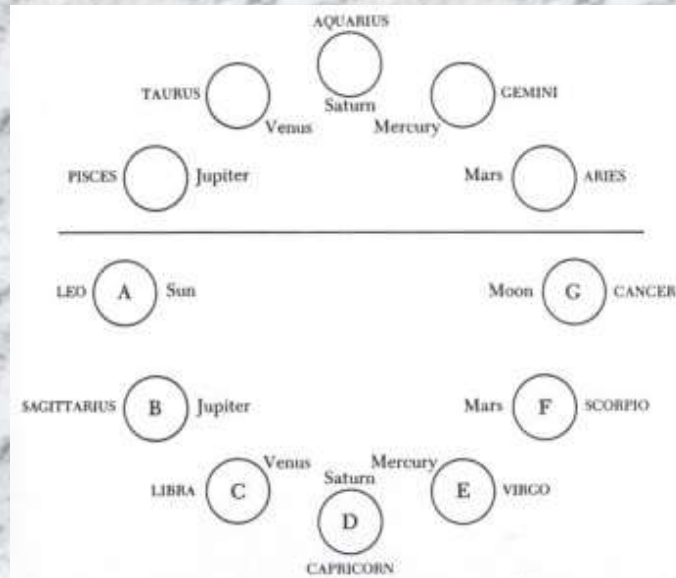 AQUARIUS
TAURUS
GEMINI
Saturn
Venus
Mercury
PISCES
Jupiter
Mars
ARIES
LEO
A
Sun
Moon
G
CANCER
SAGITTARIUS
B
Jupiter
Mars
F
SCORPIO
Venus
Mercury
Saturn
LIBRA
C
E
VIRGO
D
CAPRICORN